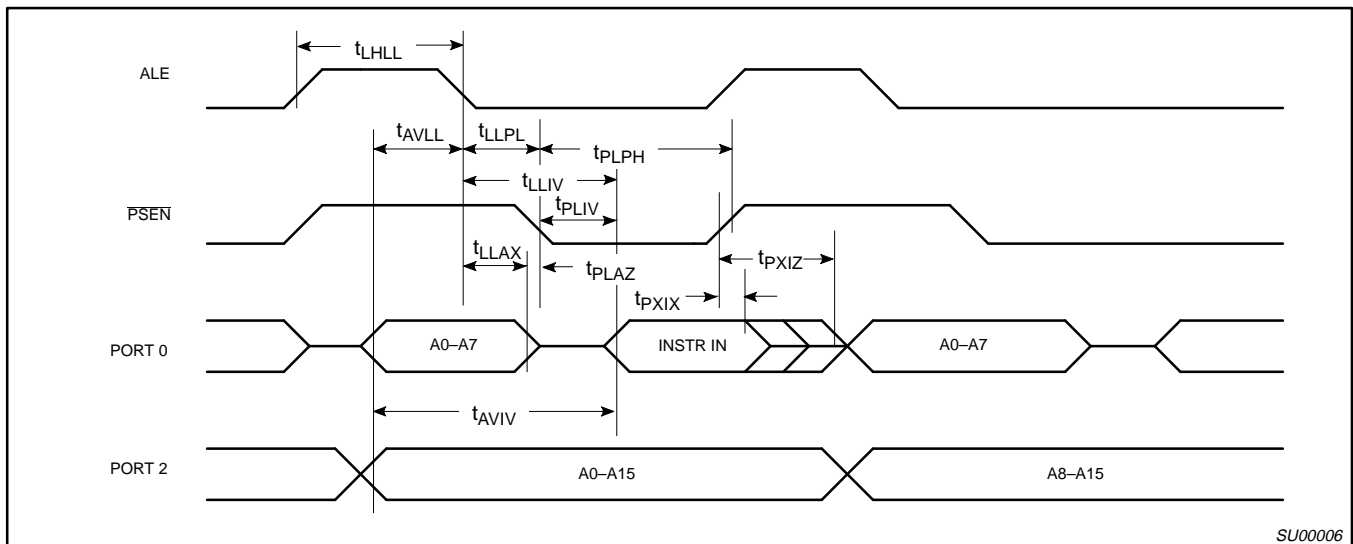 tLHLL
ALE
tAVLL
tLLPL
tPLPH
tLLIV
PSEN
tPLIV
tLLAX
tPLAZ
tPXIZ
tPXIX
PORT 0
A0–A7
INSTR IN
A0–A7
tAVIV
PORT 2
A0–A15
A8–A15
SU00006